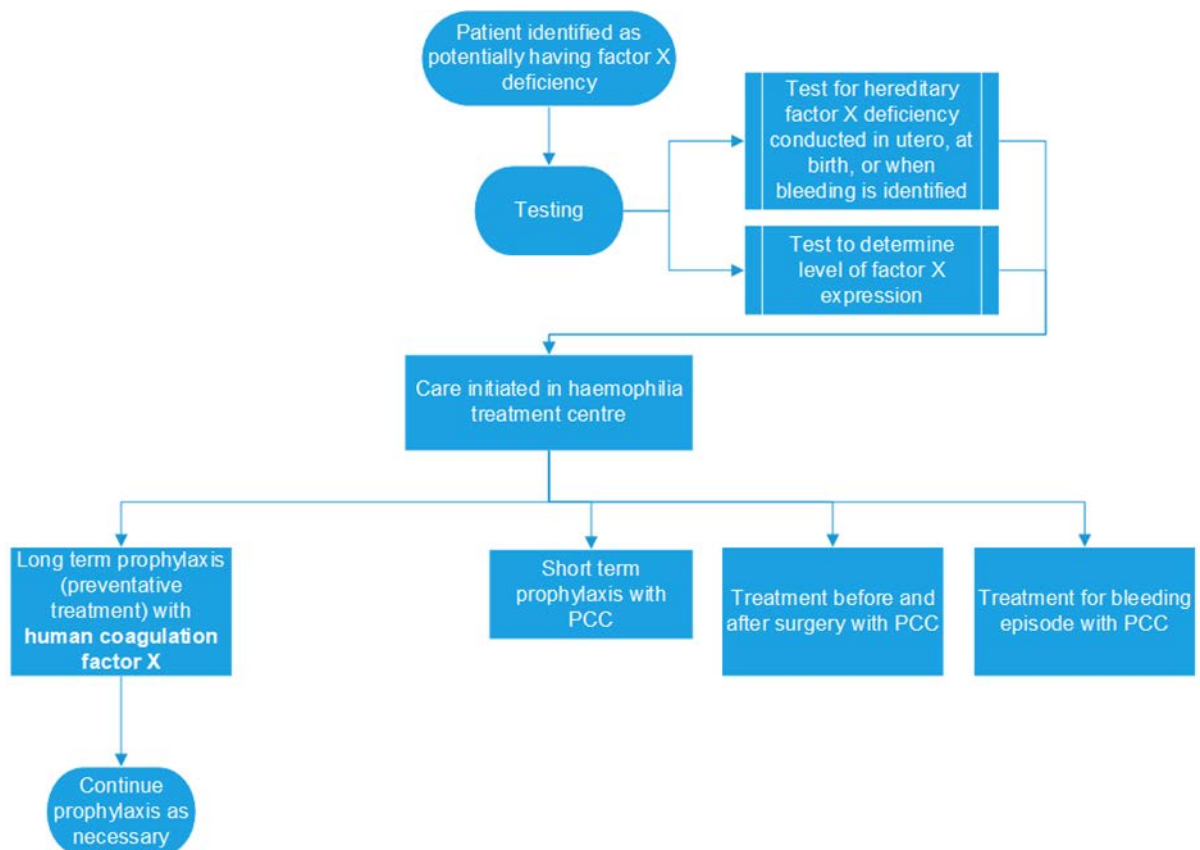 Patient identified as
potentially having factor X
deficiency
Test for hereditary
factor X deficiency
conducted in utero, at
birth, or when
bleeding is identified
Testing
Test to determine
level of factor X
expression
Care initiated in haemophilia
treatment centre
Long term prophylaxis
(preventative
treatment) with
human coagulation
factor X
Short term
prophylaxis with
PCC
Treatment before and
after surgery with PCC
Treatment for bleeding
episode with PCC
Continue
prophylaxis as
necessary